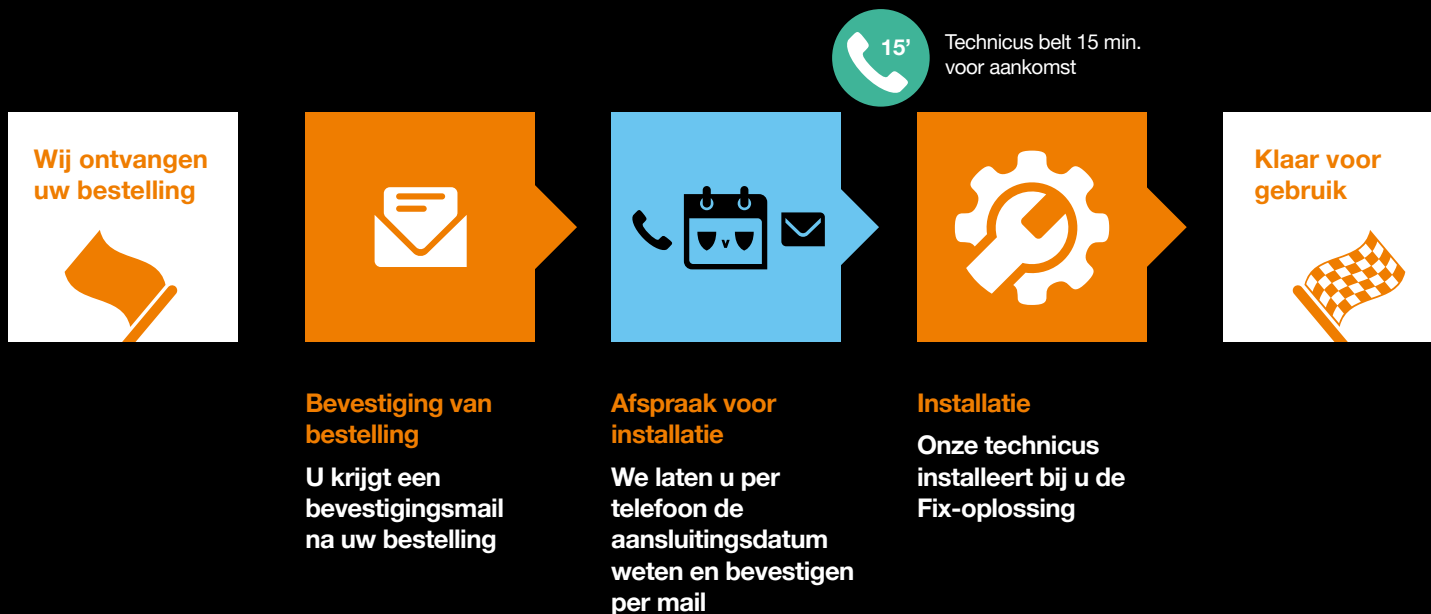 15’
Technicus belt 15 min.
voor aankomst
Wij ontvangen
uw bestelling
v
Klaar voor
gebruik
Bevestiging van
bestelling
U krijgt een
bevestigingsmail
na uw bestelling
Afspraak voor
installatie
We laten u per
telefoon de
aansluitingsdatum
weten en bevestigen
per mail
Installatie
Onze technicus
installeert bij u de
Fix-oplossing